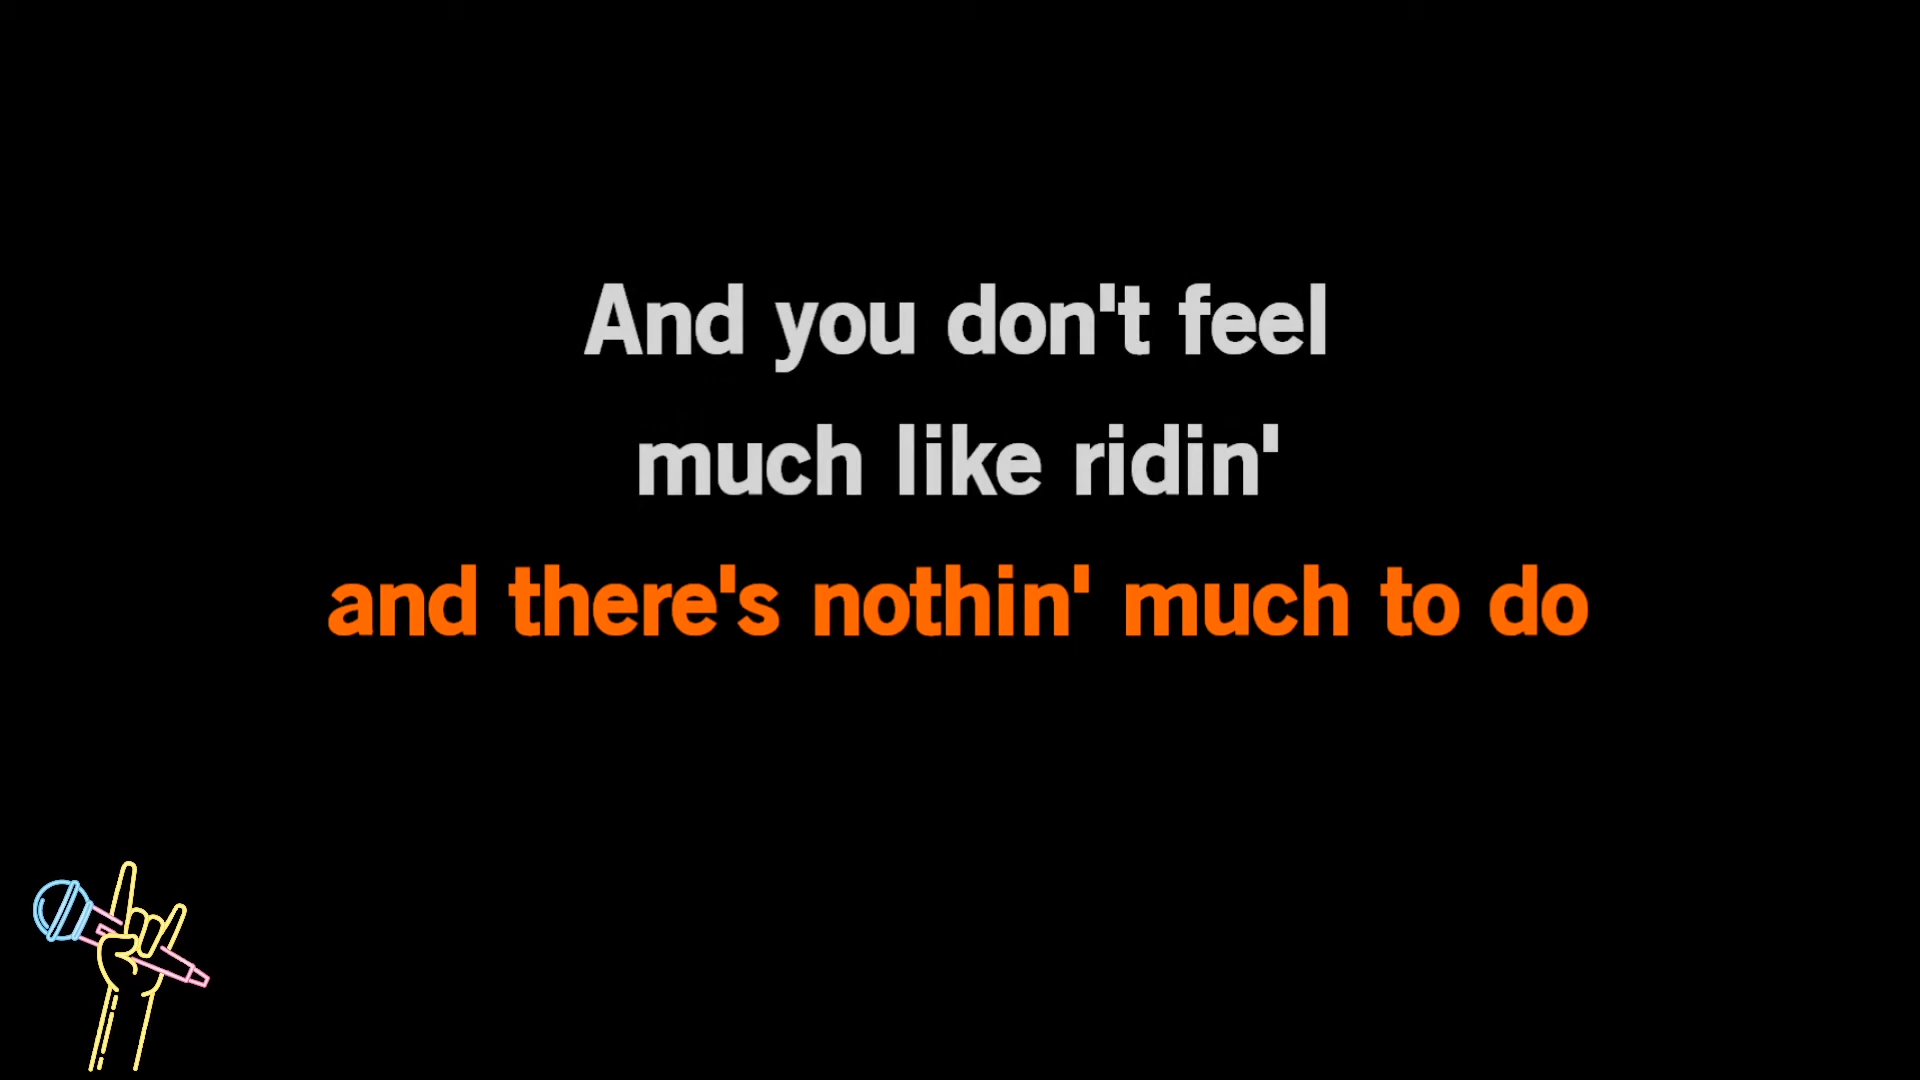 And you don't feel
much like ridin'
and there's nothin' much to do